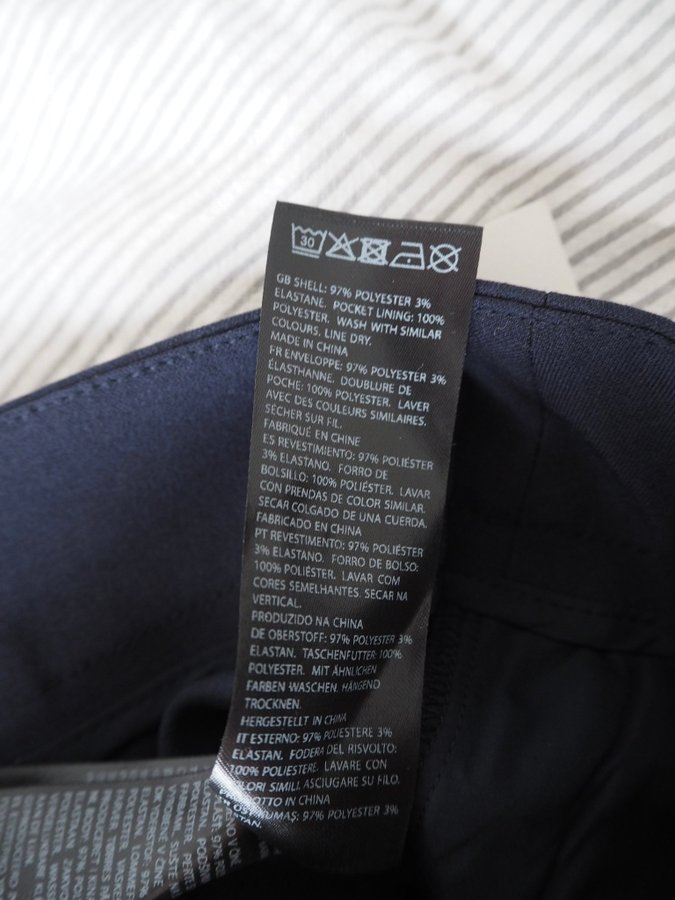 30
GB SHELL: 97% POLYESTER 3%
ELASTANE. POCKET LINING: 100%
POLYESTER. WASH WITH SIMILAR
COLOURS. LINE DRY.
MADE IN CHINA
FR ENVELOPPE: 97% POLYESTER 3%
ÉLASTHANNE. DOUBLURE DE
POCHE: 100% POLYESTER. LAVER
AVEC DES COULEURS SIMILAIRES.
SÉCHER SUR FIL.
FABRIQUÉ EN CHINE
ES REVESTIMIENTO: 97% POLIÉSTER
3% ELASTANO. FORRO DE
BOLSILLO: 100% POLIÉSTER. LAVAR
CON PRENDAS DE COLOR SIMILAR.
SECAR COLGADO DE UNA CUERDA.
FABRICADO EN CHINA
PT REVESTIMENTO: 97% POLIÉSTER
3% ELASTANO. FORRO DE BOLSO:
100% POLIÉSTER. LAVAR COM
CORES SEMELHANTES. SECAR NA
VERTICAL.
PRODUZIDO NA CHINA
DE OBERSTOFF: 97% POLYESTER 3%
ELASTAN. TASCHENFUTTER: 100%
POLYESTER. MIT ÄHNLICHEN
FARBEN WASCHEN. HÄNGEND
TROCKNEN.
HERGESTELLT IN CHINA
IT ESTERNO: 97% POLIESTERE 3%
ELASTAN. FODERA DEL RISVOLTO:
100% POLIESTERE. LAVARE CON
SIMILI. ASCIUGARE SU FILO.
IN CHINA
KUMAŞ: 97% POLYESTER 3%